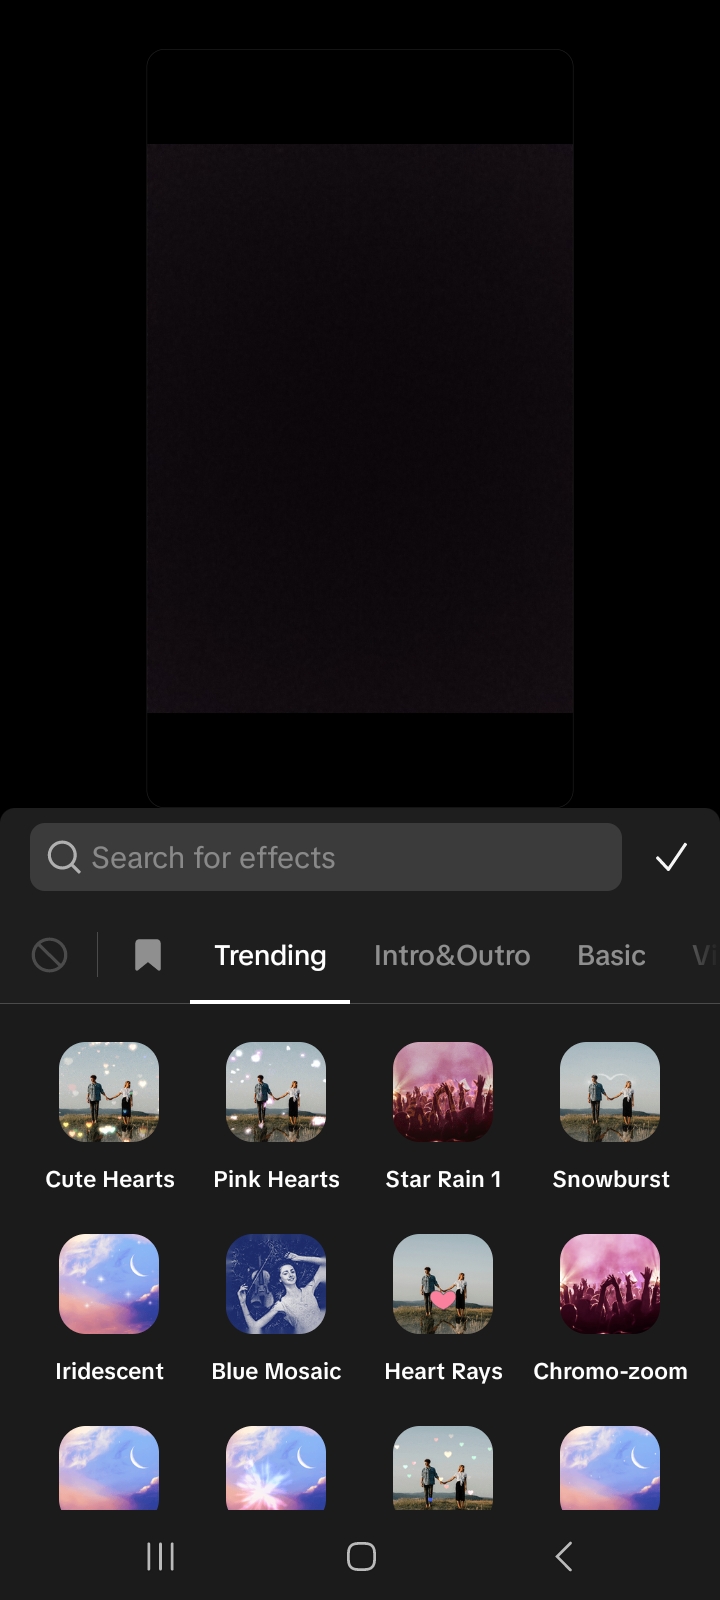 Search for effects
Trending Intro&Outro Basic
Cute Hearts Pink Hearts Star Rain 1 Snowburst
Iridescent Blue Mosaic Heart Rays Chromo-zoom